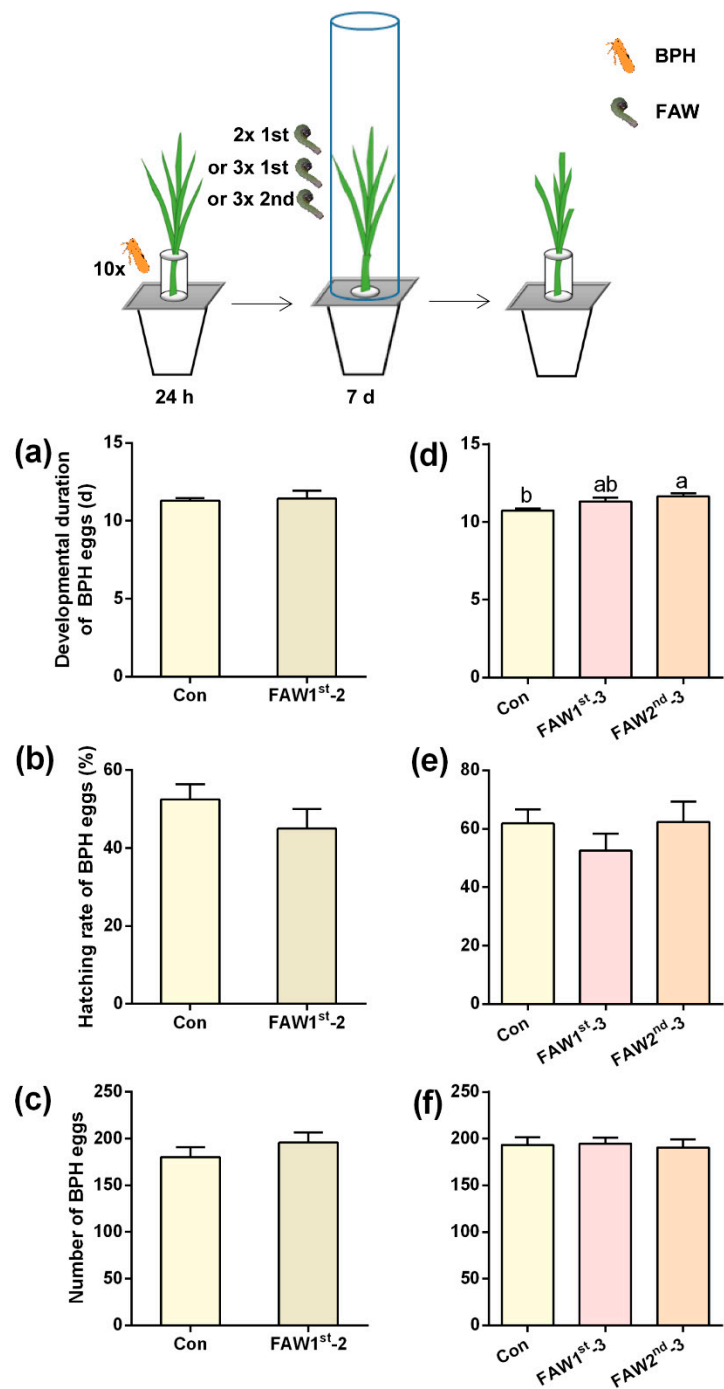 BPH
FAW
2x 1st
or 3x 1st
or 3x 2nd
10x
24 h
7 d
(a)
Developmental duration
of BPH eggs (d)
15
10
5
0
Con
FAW1st-2
(d)
15
10
5
0
b
ab
a
Con
FAW1st-3
FAW2nd-3
(b)
Hatching rate of BPH eggs (%)
60
40
20
0
Con
FAW1st-2
(e)
80
60
40
20
0
Con
FAW1st-3
FAW2nd-3
(c)
Number of BPH eggs
250
200
150
100
50
0
Con
FAW1st-2
(f)
250
200
150
100
50
0
Con
FAW1st-3
FAW2nd-3